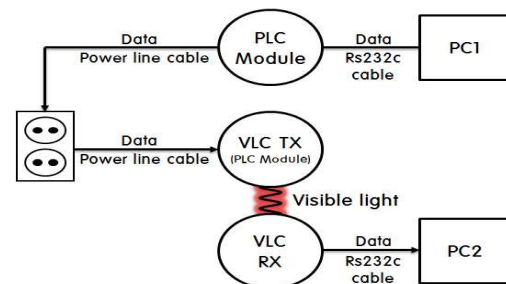 Data
Power line cable
PLC
Module
Data
Rs232c
cable
PC1
Data
Power line cable
VLC TX
(PLC Module)
Visible light
VLC
RX
Data
Rs232c
cable
PC2